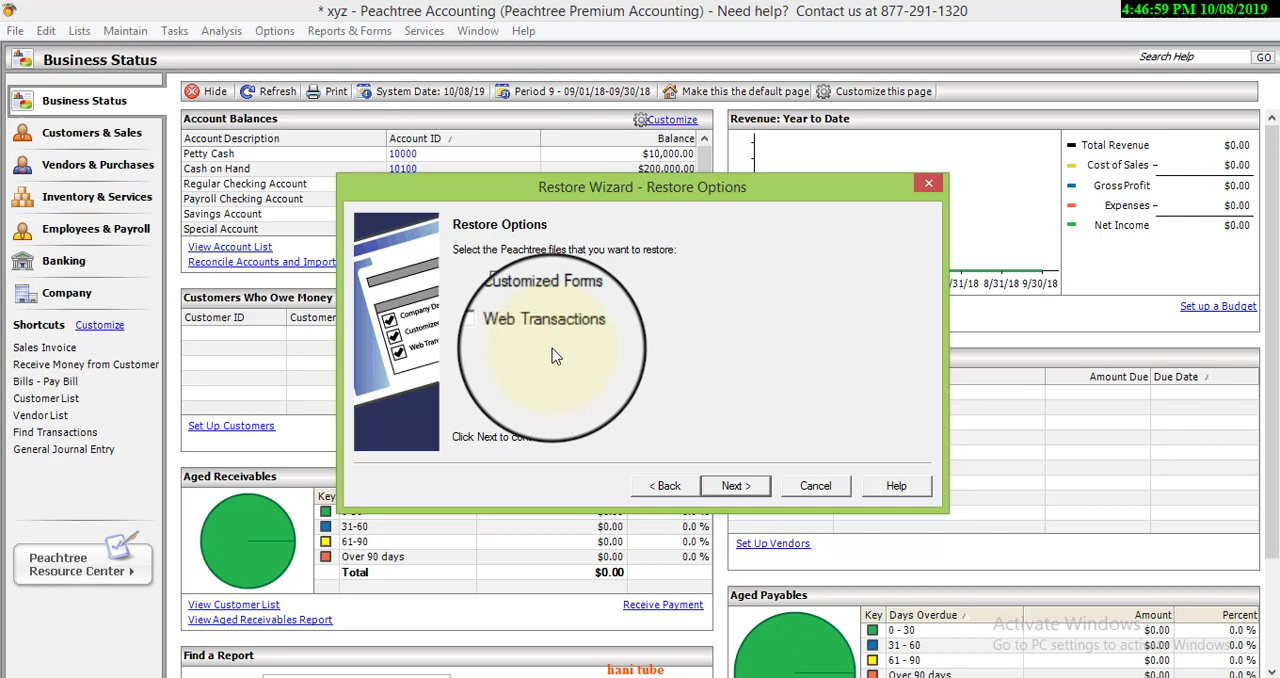 * xyz - Peachtree Accounting (Peachtree Premium Accounting) - Need help?  Contact us at 877-291-1320
4:46:59 PM 10/08/2019
File Edit Lists Maintain Tasks Analysis Options Reports & Forms Services Window Help
Business Status
Search Help GO
Business Status
Customers & Sales
Vendors & Purchases
Inventory & Services
Employees & Payroll
Banking
Company
Shortcuts Customize
Sales Invoice
Receive Money from Customer
Bills - Pay Bill
Customer List
Vendor List
Find Transactions
General Journal Entry
Peachtree
Resource Center
Hide Refresh Print System Date: 10/08/19 Period 9 - 09/01/18-09/30/18 Make this the default page Customize this page
Account Balances Customize
Account Description Account ID / Balance
Petty Cash 10000 $10,000.00
Cash on Hand 10100 $200,000.00
Regular Checking Account
Payroll Checking Account
Savings Account
Special Account
View Account List
Reconcile Accounts and Import
Customers Who Owe Money
Customer ID Custome
Set Up Customers
Aged Receivables
Key
31-60 $0.00 0.0 %
61-90 $0.00 0.0 %
Over 90 days $0.00 0.0 %
Total $0.00
View Customer List Receive Payment
View Aged Receivables Report
Find a Report
Revenue: Year to Date
Total Revenue $0.00
Cost of Sales - $0.00
Gross Profit $0.00
Expenses - $0.00
Net Income $0.00
/31/18 8/31/18 9/30/18
Set up a Budget
Amount Due Due Date /
Set Up Vendors
Aged Payables
Key Days Overdue / Amount Percent
0 - 30 $0.00 0.0 %
31 - 60 $0.00 0.0 %
61 - 90 $0.00 0.0 %
Over 90 days $0.00 0.0 %
Restore Wizard - Restore Options
Restore Options
Select the Peachtree files that you want to restore:
Customized Forms
Web Transactions
Click Next to con
Company Da
Customized
Web Tran
< Back Next > Cancel Help
Activate Windows
Go to PC settings to activate Windows.
hani tube